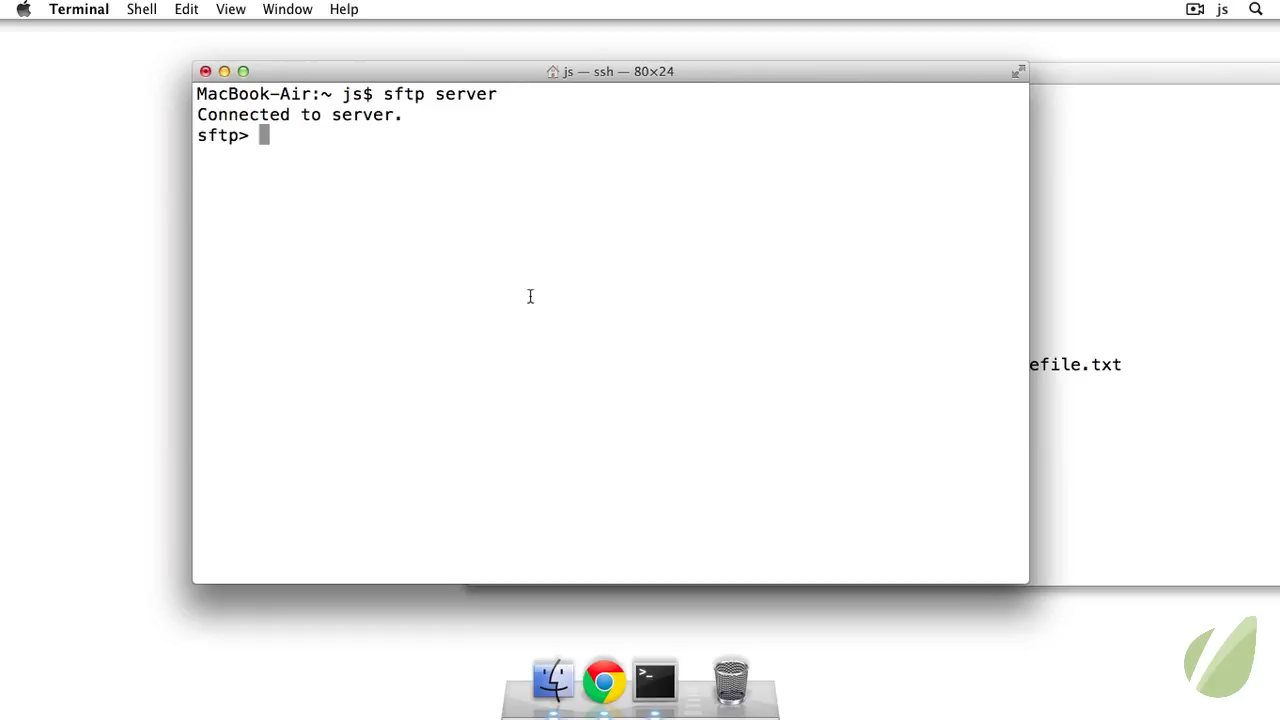 Terminal Shell Edit View Window Help js
js — ssh — 80×24
MacBook-Air:~ js$ sftp server
Connected to server.
sftp>
efile.txt
>_